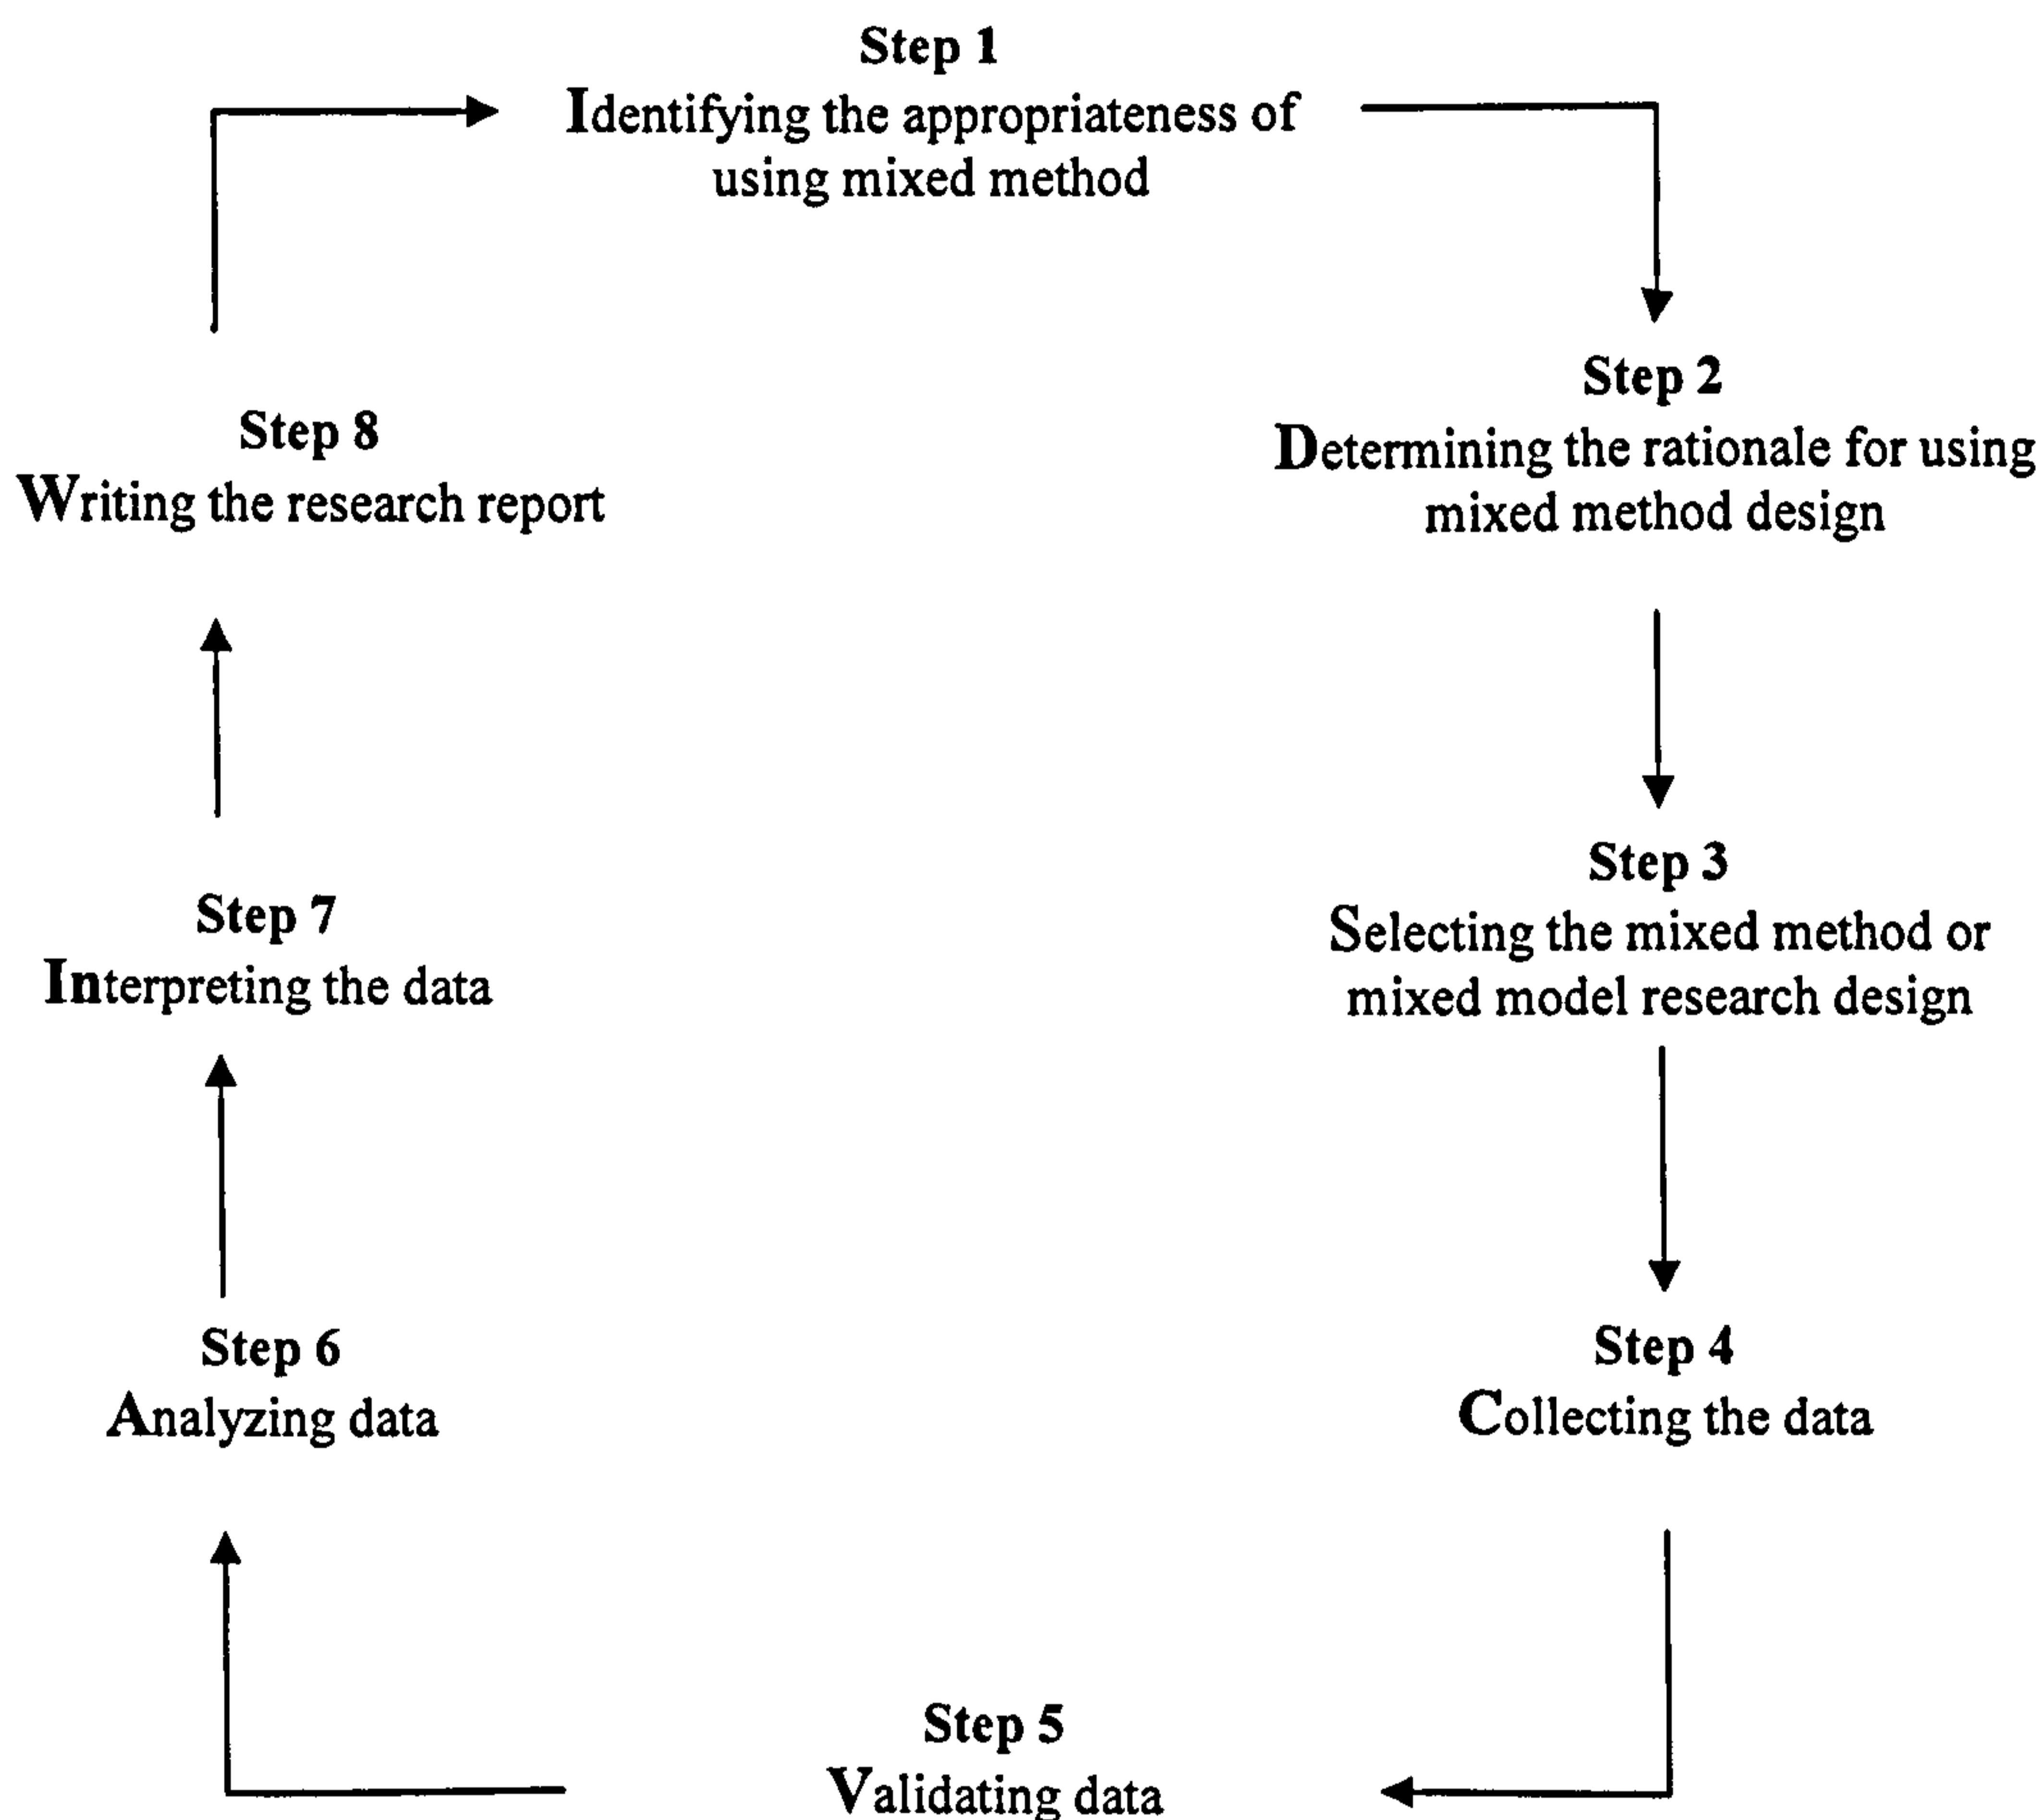 Step 1
Identifying the appropriateness of
using mixed method
Step 2
Determining the rationale for using
mixed method design
Step 3
Selecting the mixed method or
mixed model research design
Step 4
Collecting the data
Step 5
Validating data
Step 6
Analyzing data
Step 7
Interpreting the data
Step 8
Writing the research report